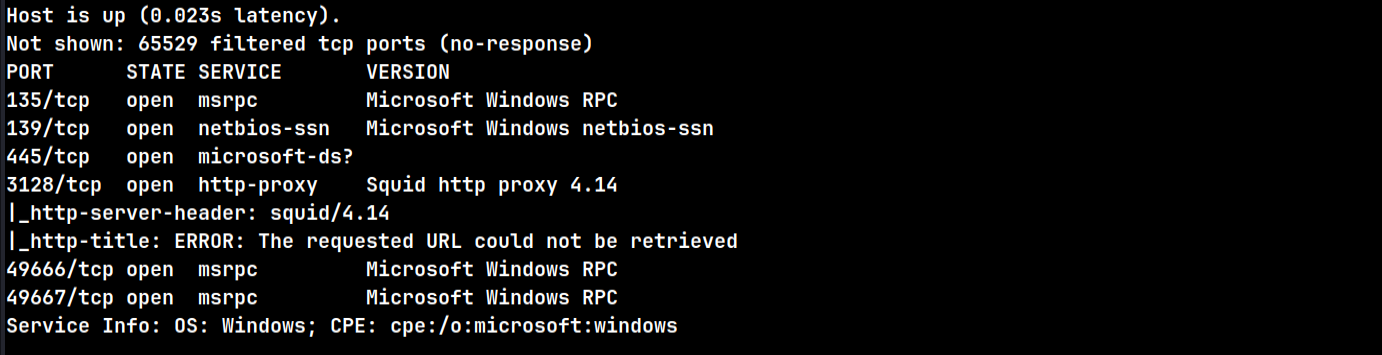 Host is up (0.023s latency).
Not shown: 65529 filtered tcp ports (no-response)
PORT      STATE SERVICE       VERSION
135/tcp   open  msrpc         Microsoft Windows RPC
139/tcp   open  netbios-ssn   Microsoft Windows netbios-ssn
445/tcp   open  microsoft-ds?
3128/tcp  open  http-proxy    Squid http proxy 4.14
|_http-server-header: squid/4.14
|_http-title: ERROR: The requested URL could not be retrieved
49666/tcp open  msrpc         Microsoft Windows RPC
49667/tcp open  msrpc         Microsoft Windows RPC
Service Info: OS: Windows; CPE: cpe:/o:microsoft:windows